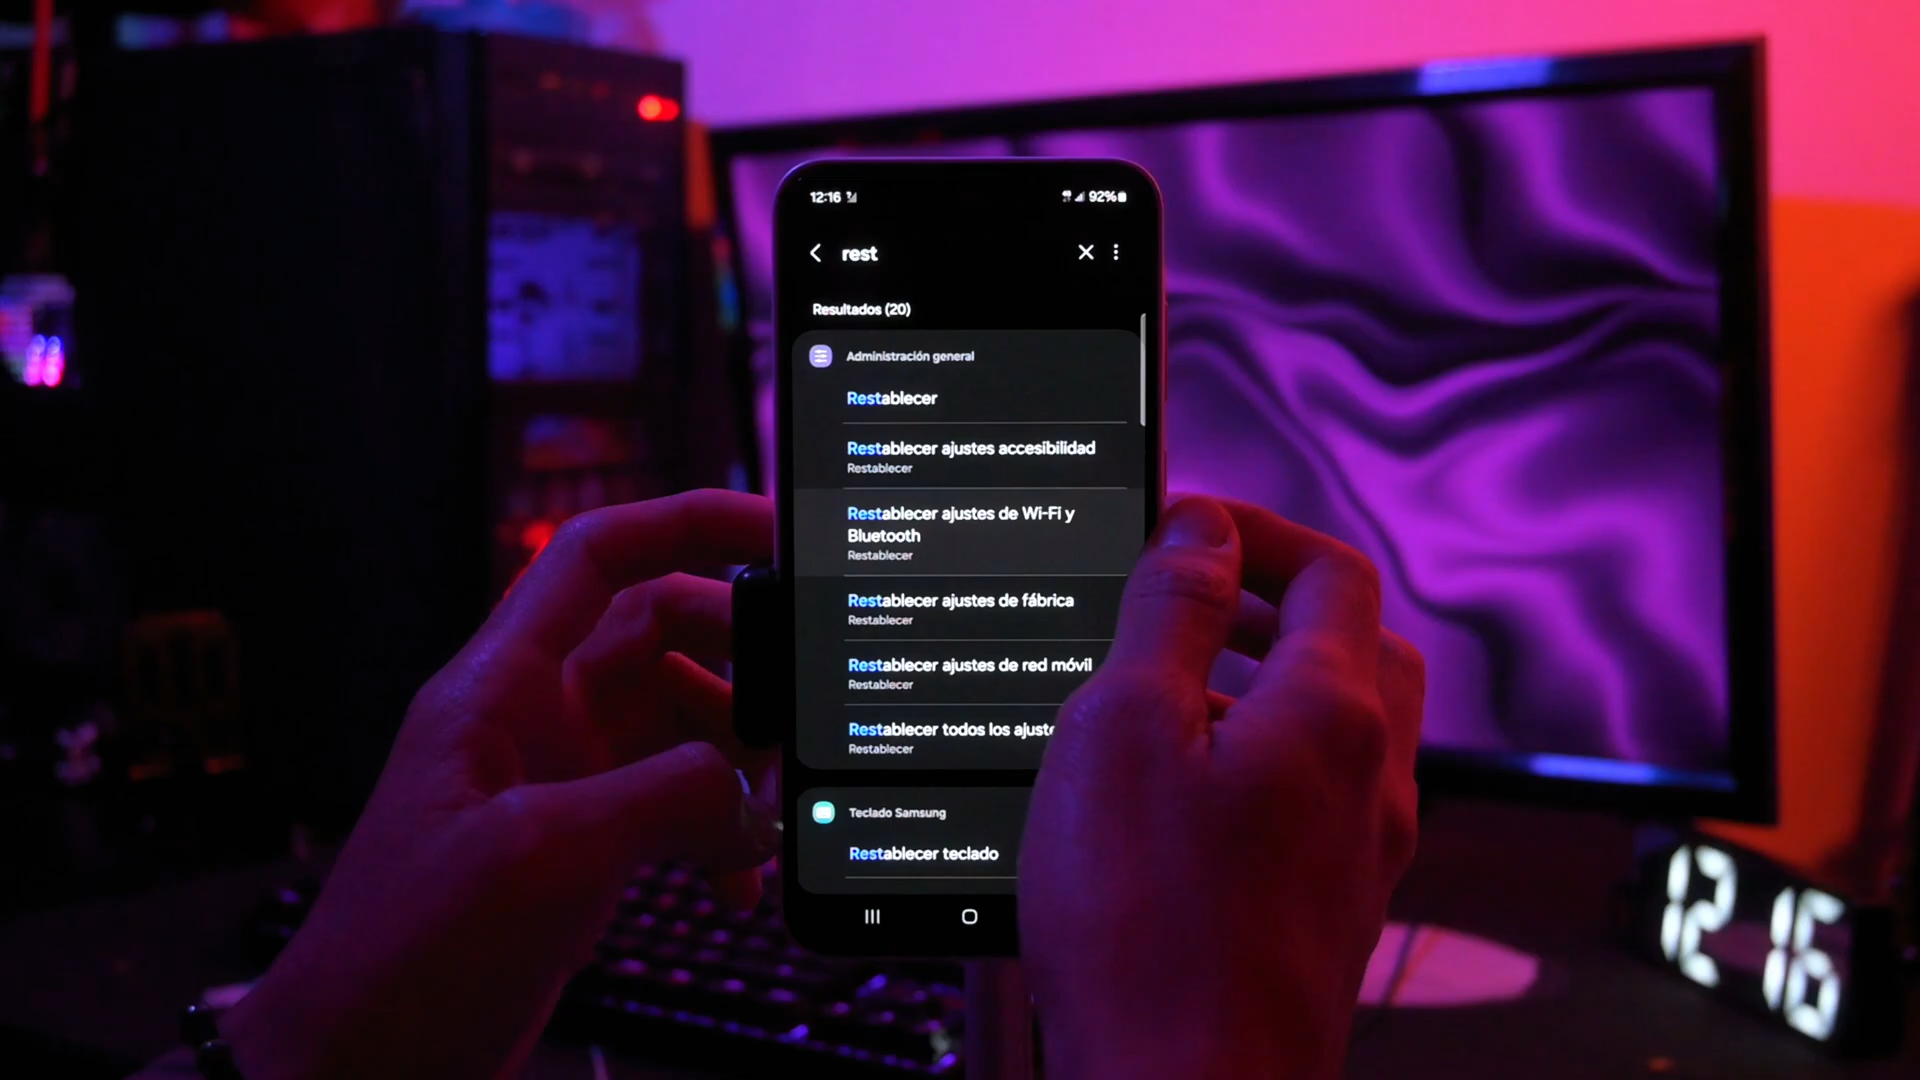 12:16 92%
rest
Resultados (20)
Administración general
Restablecer
Restablecer ajustes accesibilidad
Restablecer
Restablecer ajustes de Wi-Fi y
Bluetooth
Restablecer
Restablecer ajustes de fábrica
Restablecer
Restablecer ajustes de red móvil
Restablecer
Restablecer todos los ajuste
Restablecer
Teclado Samsung
Restablecer teclado
12 16